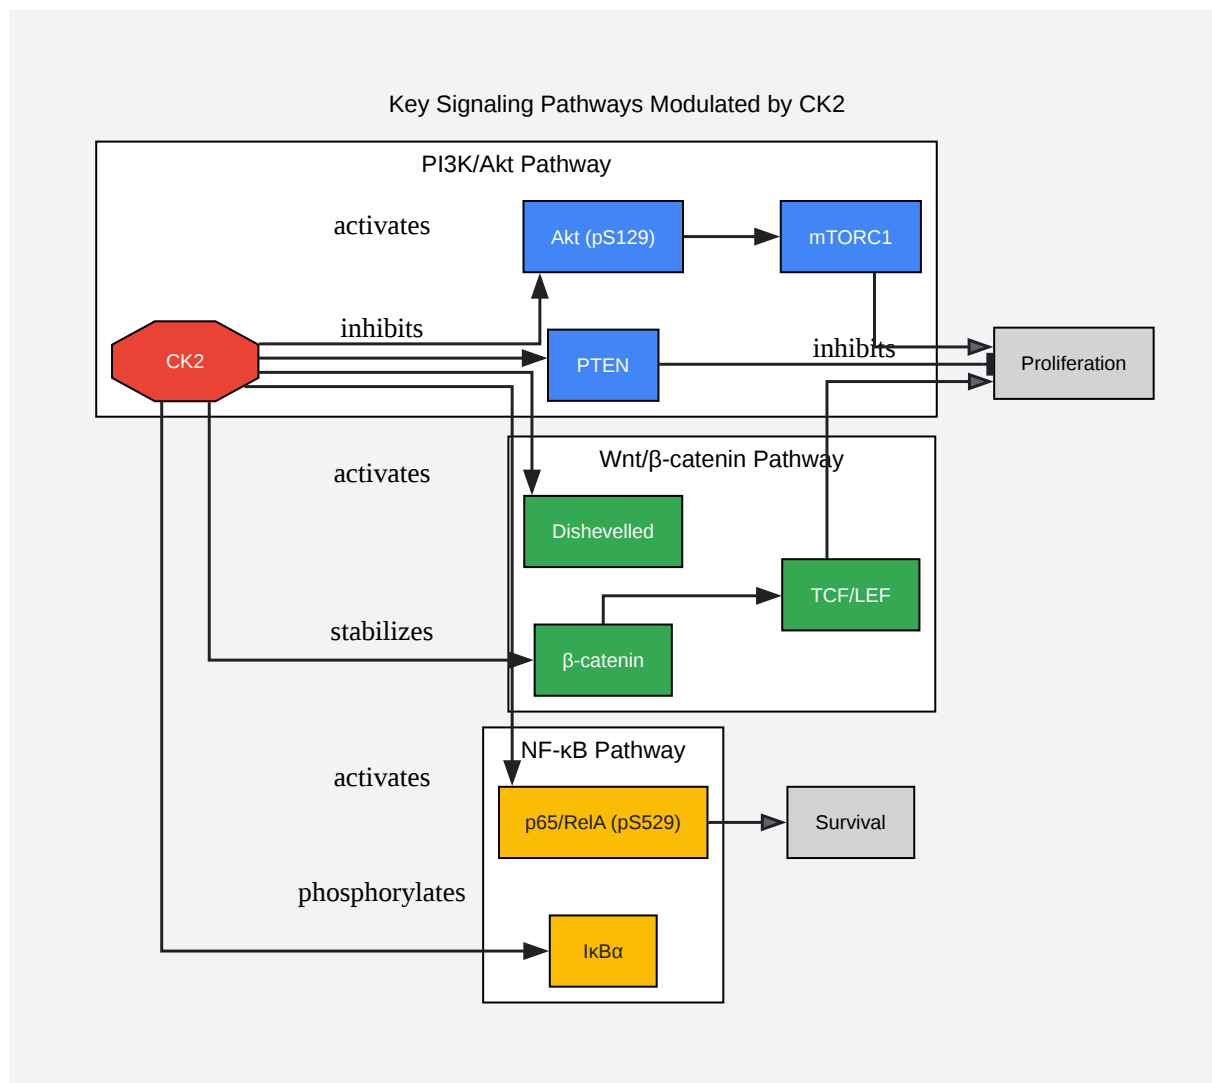 Key Signaling Pathways Modulated by CK2
PI3K/Akt Pathway
activates
Akt (pS129)
mTORC1
inhibits
inhibits
CK2
PTEN
Proliferation
Wnt/β-catenin Pathway
activates
Dishevelled
TCF/LEF
stabilizes
β-catenin
NF-κB Pathway
activates
p65/RelA (pS529)
Survival
phosphorylates
IκBα